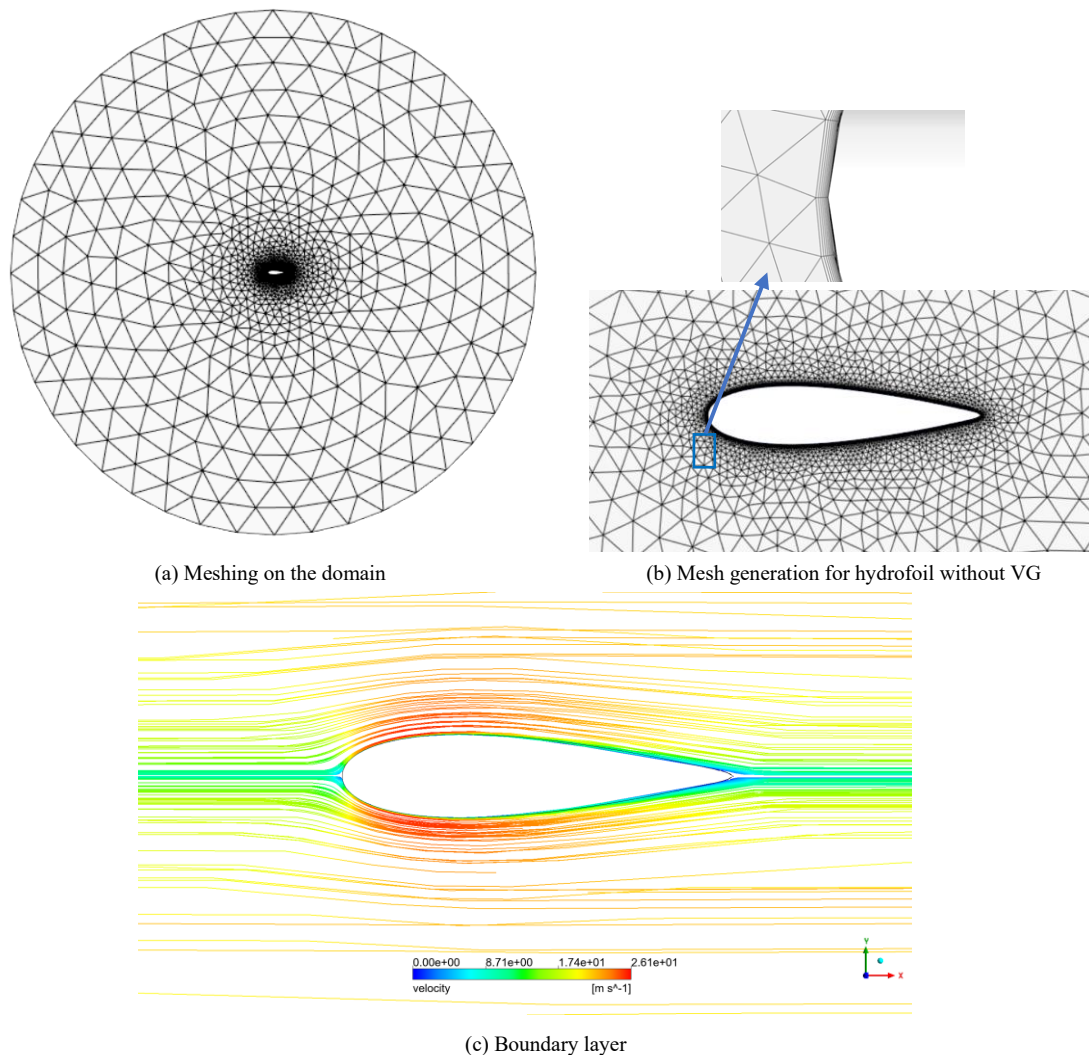 (a) Meshing on the domain
(b) Mesh generation for hydrofoil without VG
0.00e+00 8.71e+00 1.74e+01 2.61e+01
velocity [m s^-1]
Y
X
(c) Boundary layer